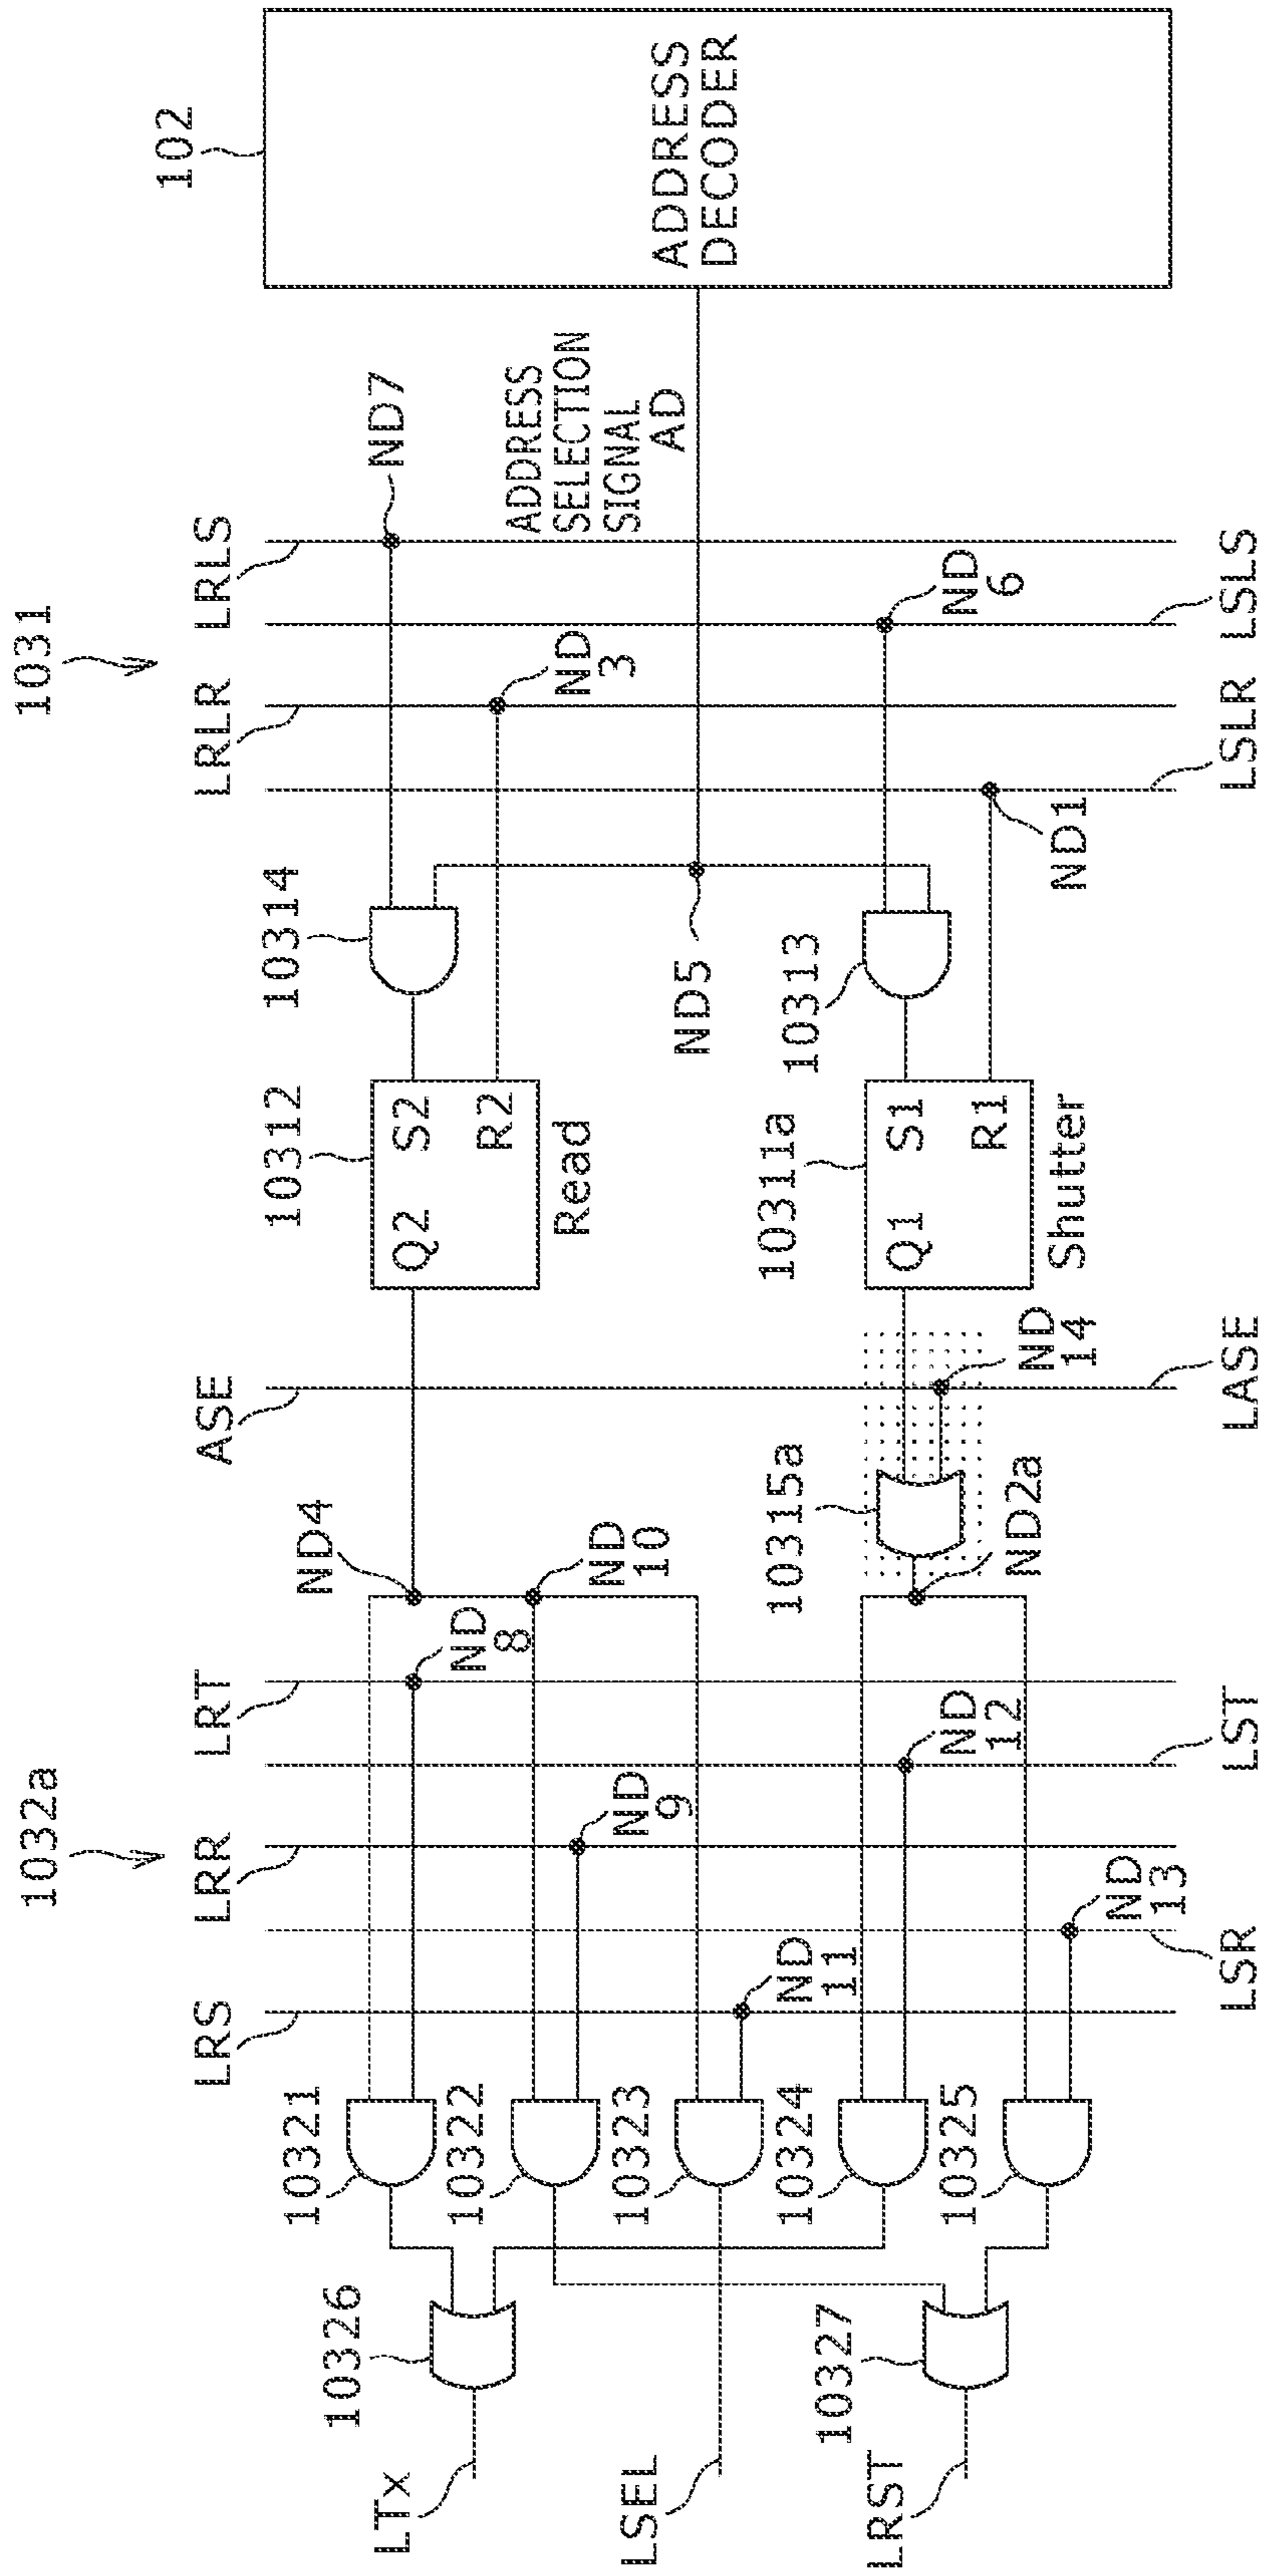 1032a
1031
LRS
LRR
LRT
ASE
LRLR
LRLS
102
10321
10322
10323
10324
10325
10326
10327
LTx
LSEL
LRST
ND4
ND
8
ND
10
ND
9
ND
11
ND
12
ND
13
LSR
LST
10315a
ND2a
ND
14
LASE
10312
Q2
S2
R2
Read
10311a
Q1
S1
R1
Shutter
10314
10313
ND5
ND1
ND
3
ND
6
ND7
LSLR
LSLS
ADDRESS
SELECTION
SIGNAL
AD
ADDRESS
DECODER